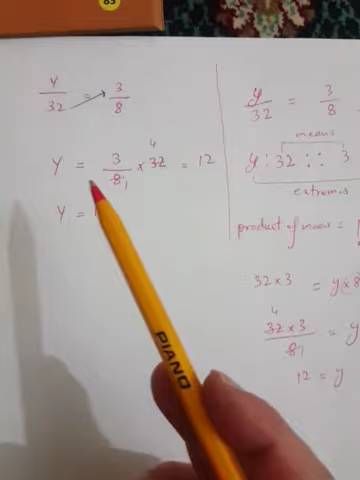 85
Y/32 = 3/8
Y = 3/8 1 × 32 4 = 12
Y =
y/32 = 3/8
means
y : 32 :: 3
extremes
product of means =
32 × 3 = y × 8
4
32 × 3 / 8 1 = y
12 = y
PIANO